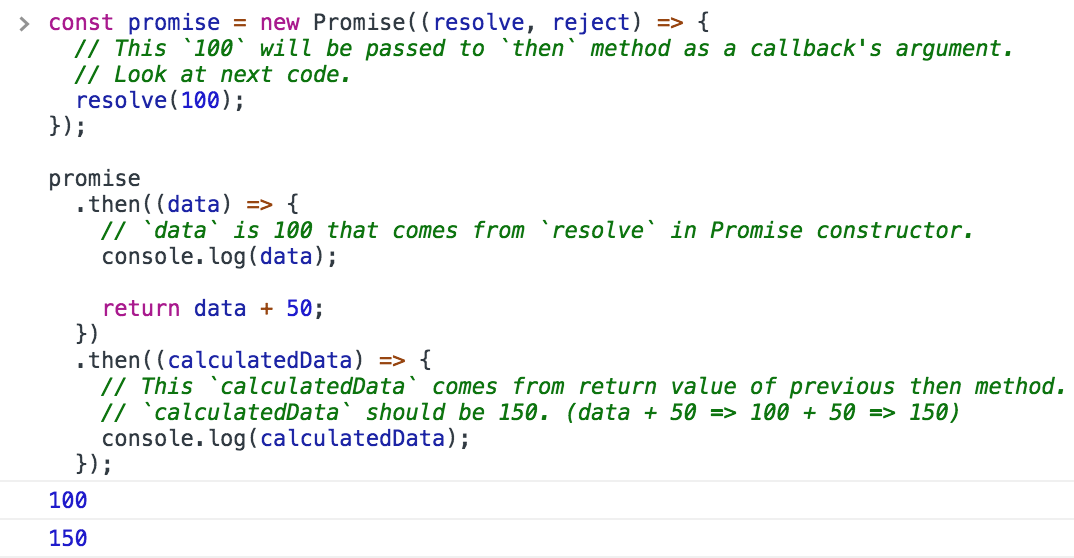 > const promise = new Promise((resolve, reject) => {
  // This `100` will be passed to `then` method as a callback's argument.
  // Look at next code.
  resolve(100);
});

promise
  .then((data) => {
    // `data` is 100 that comes from `resolve` in Promise constructor.
    console.log(data);

    return data + 50;
  })
  .then((calculatedData) => {
    // This `calculatedData` comes from return value of previous then method.
    // `calculatedData` should be 150. (data + 50 => 100 + 50 => 150)
    console.log(calculatedData);
  });
100
150